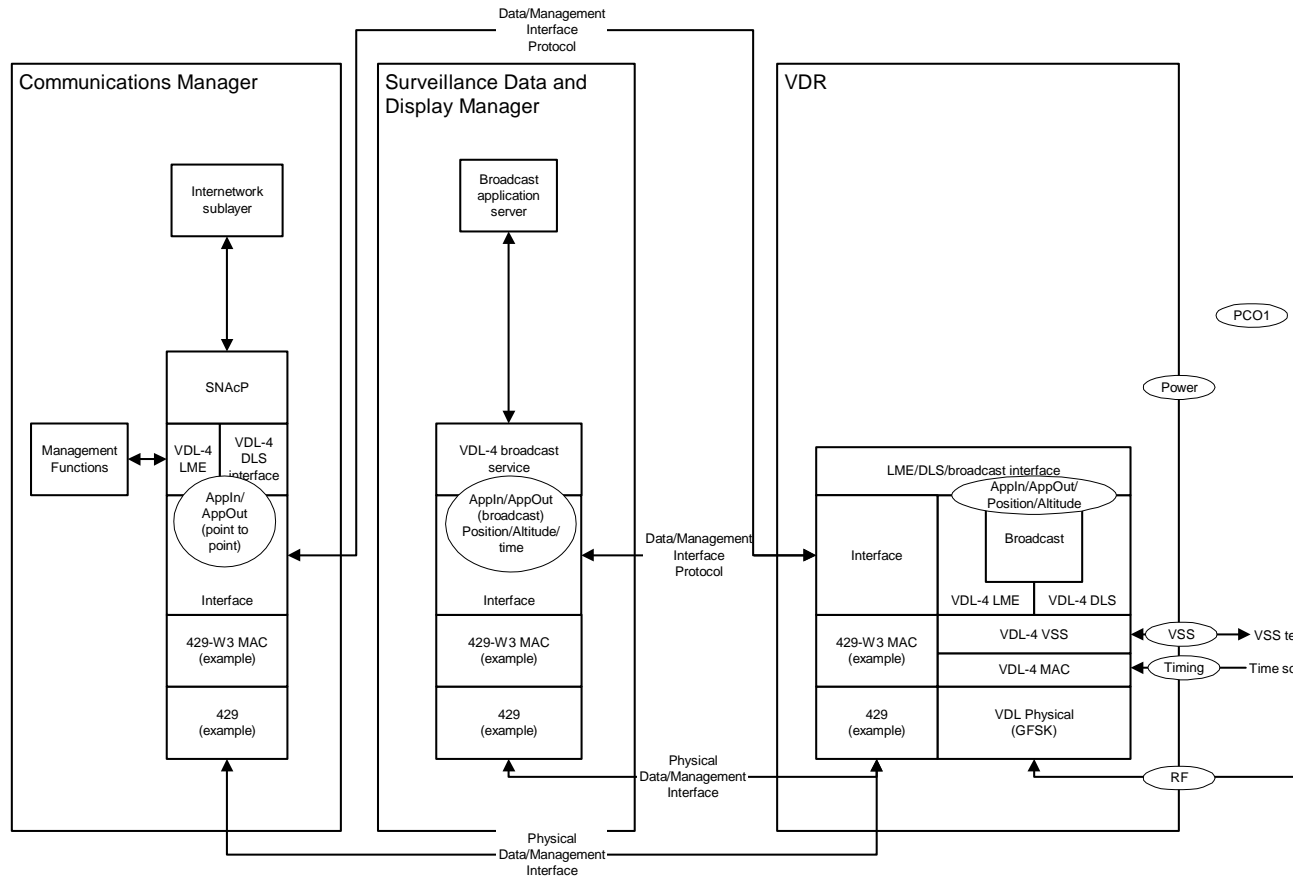 Data/Management
Interface
Protocol
Communications Manager
Surveillance Data and
Display Manager
VDR
Internetwork
sublayer
Broadcast
application
server
PCO1
Power
SNAcP
Management
Functions
VDL-4
LME
VDL-4
DLS
interface
VDL-4 broadcast
service
LME/DLS/broadcast interface
AppIn/
AppOut
(point to
point)
AppIn/AppOut
(broadcast)
Position/Altitude/
time
AppIn/AppOut/
Position/Altitude
Broadcast
Data/Management
Interface
Protocol
Interface
Interface
Interface
VDL-4 LME
VDL-4 DLS
429-W3 MAC
(example)
429-W3 MAC
(example)
429-W3 MAC
(example)
VDL-4 VSS
VSS
VSS te
VDL-4 MAC
Timing
Time so
429
(example)
429
(example)
429
(example)
VDL Physical
(GFSK)
Physical
Data/Management
Interface
RF
Physical
Data/Management
Interface